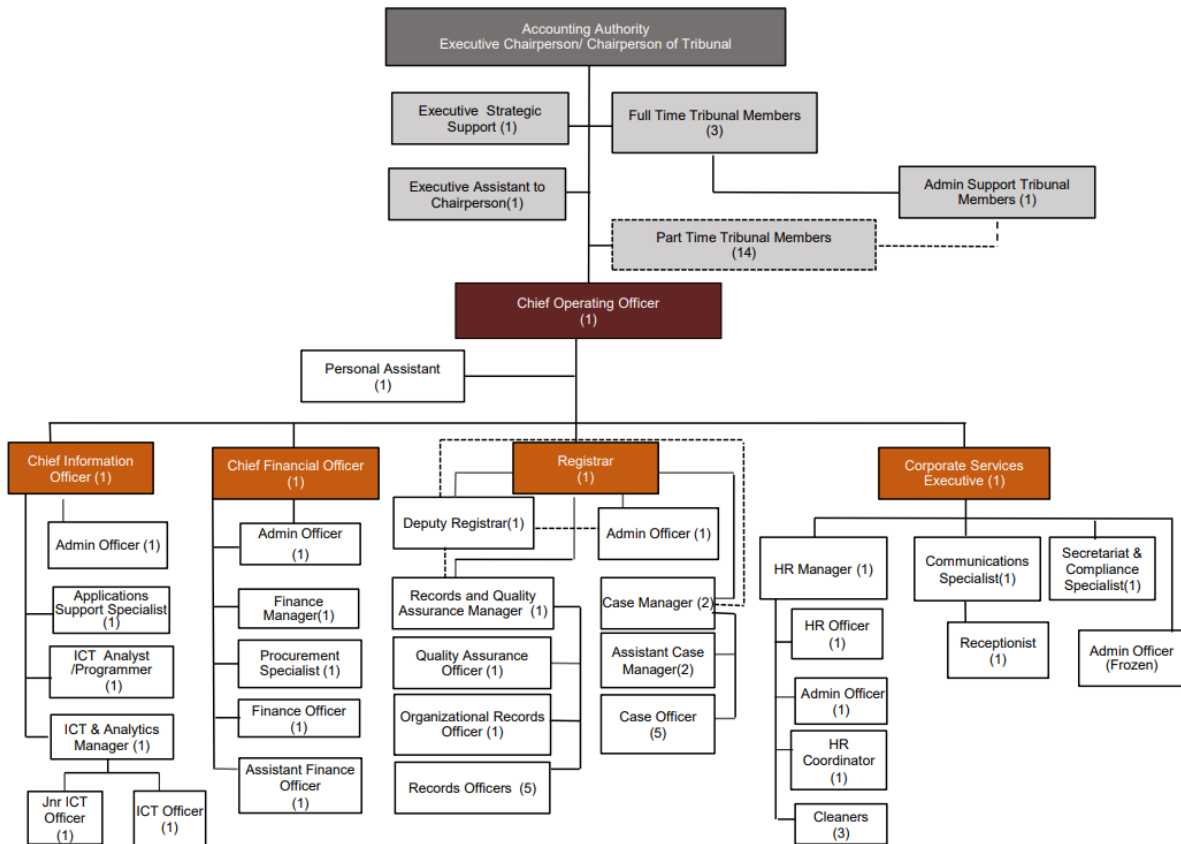 Accounting Authority
Executive Chairperson/ Chairperson of Tribunal
Executive Strategic
Support (1)
Full Time Tribunal Members
(3)
Executive Assistant to
Chairperson(1)
Admin Support Tribunal
Members (1)
Part Time Tribunal Members
(14)
Chief Operating Officer
(1)
Personal Assistant
(1)
Chief Information
Officer (1)
Chief Financial Officer
(1)
Registrar
(1)
Corporate Services
Executive (1)
Admin Officer (1)
Applications
Support Specialist
(1)
ICT Analyst
/Programmer
(1)
ICT & Analytics
Manager (1)
Jnr ICT
Officer
(1)
ICT Officer
(1)
Admin Officer
(1)
Finance
Manager(1)
Procurement
Specialist (1)
Finance Officer
(1)
Assistant Finance
Officer
(1)
Deputy Registrar(1)
Admin Officer (1)
Records and Quality
Assurance Manager (1)
Quality Assurance
Officer (1)
Organizational Records
Officer (1)
Records Officers (5)
Case Manager (2)
Assistant Case
Manager(2)
Case Officer
(5)
HR Manager (1)
HR Officer
(1)
Admin Officer
(1)
HR
Coordinator
(1)
Cleaners
(3)
Communications
Specialist(1)
Receptionist
(1)
Secretariat &
Compliance
Specialist(1)
Admin Officer
(Frozen)